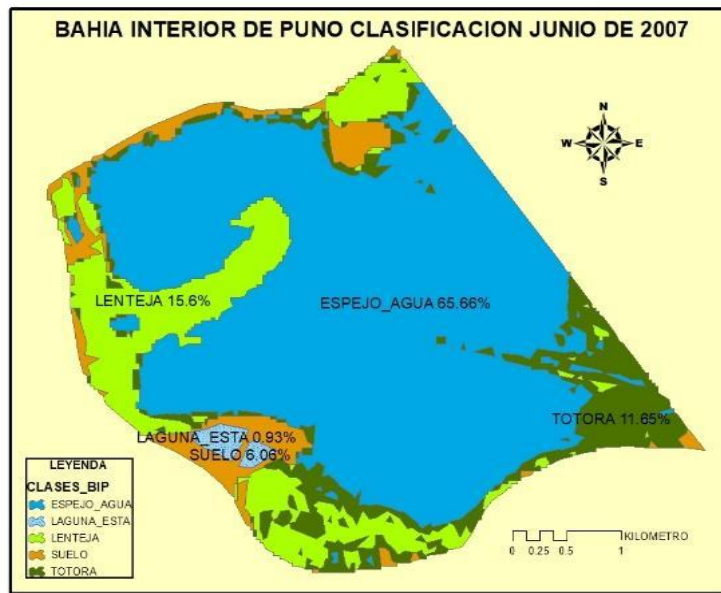 BAHIA INTERIOR DE PUNO CLASIFICACION JUNIO DE 2007
N
W E
S
LENTEJA 15.6%
ESPEJO_AGUA 65.66%
TOTORA 11.65%
LAGUNA_ESTA 0.93%
SUELO 6.06%
LEYENDA
CLASES_BIP
ESPEJO_AGUA
LAGUNA_ESTA
LENTEJA
SUELO
TOTORA
KILOMETRO
0 0.25 0.5 1